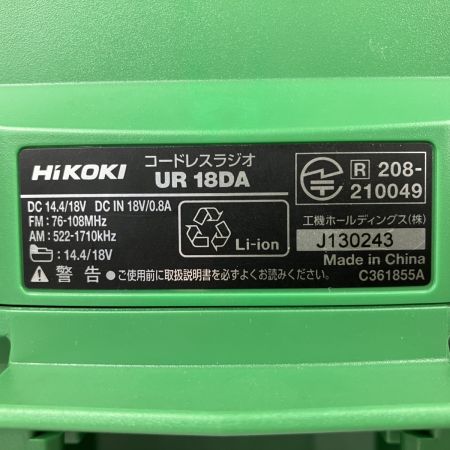 HiKOKI
コードレスラジオ
UR 18DA
DC 14.4/18V DC IN 18V/0.8A
FM : 76-108MHz
AM : 522-1710kHz
: 14.4/18V
Li-ion
警告 ●ご使用前に取扱説明書を必ずよくお読みください。
R 208-
210049
工機ホールディングス(株)
J130243
Made in China
C361855A